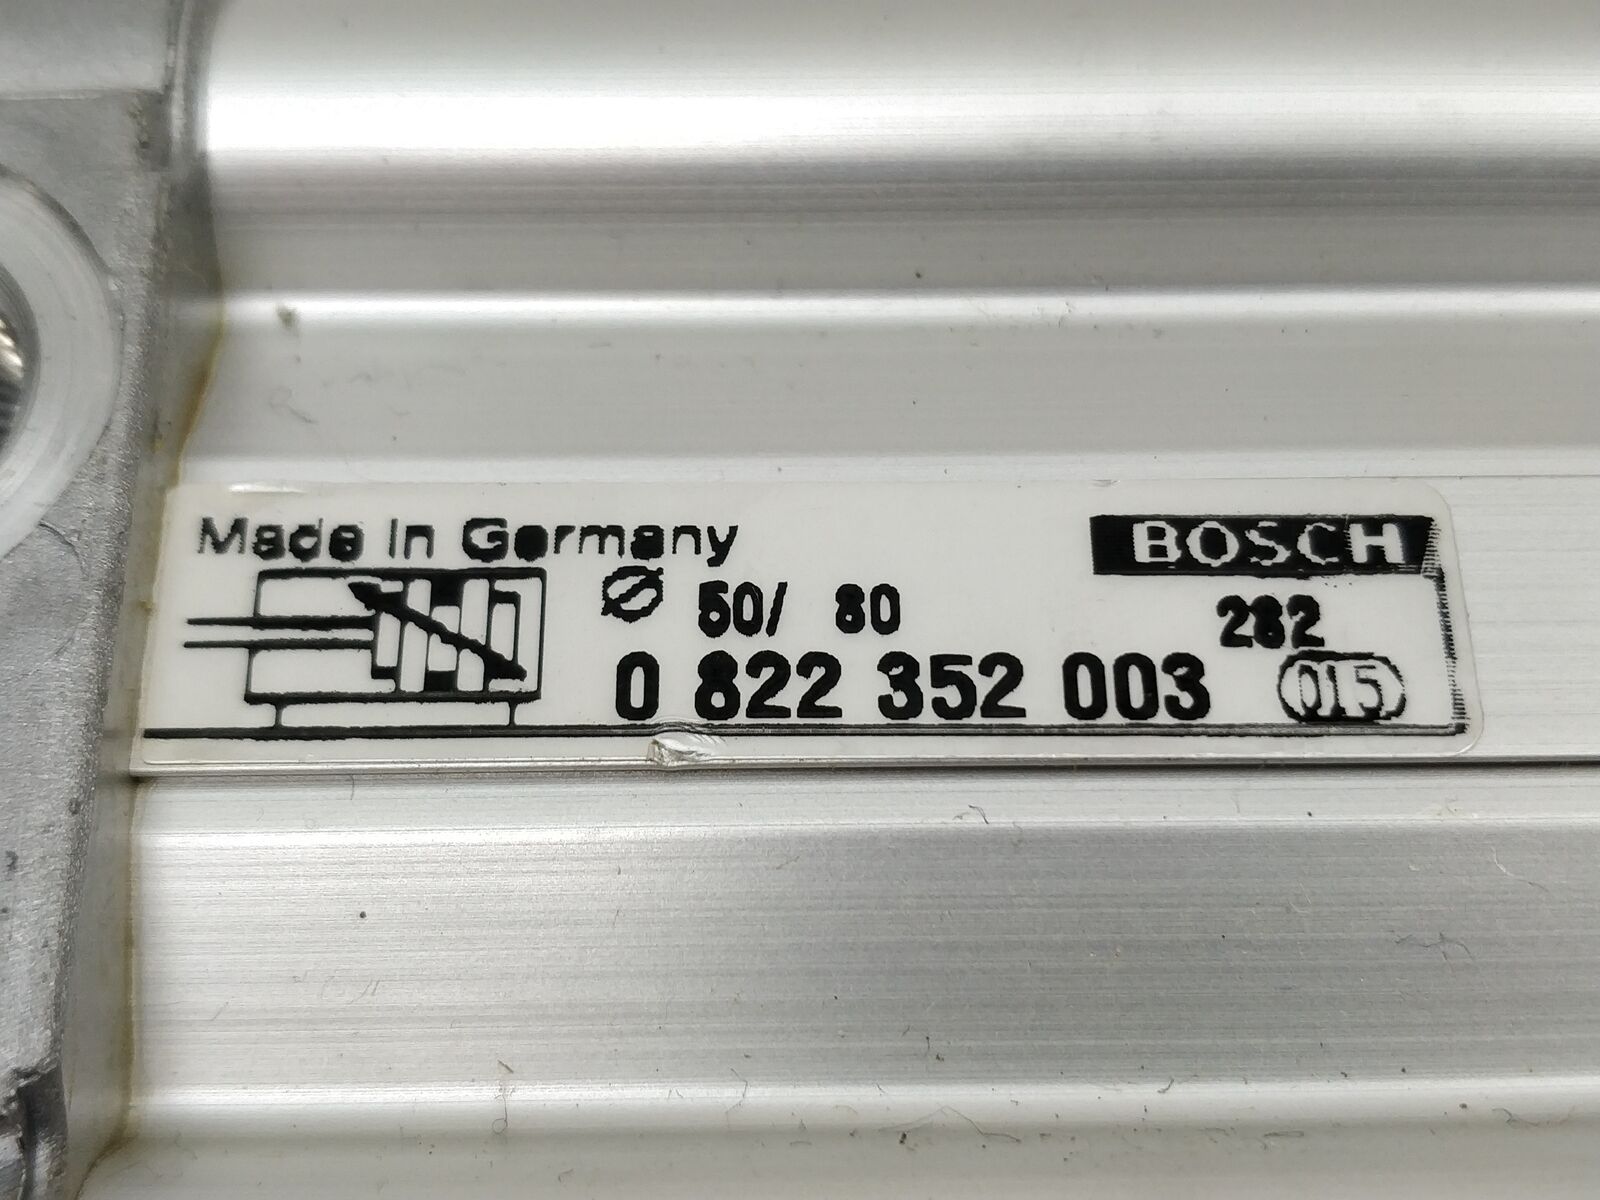 Made in Germany
BOSCH
Ø 50/ 80
282
0 822 352 003
015